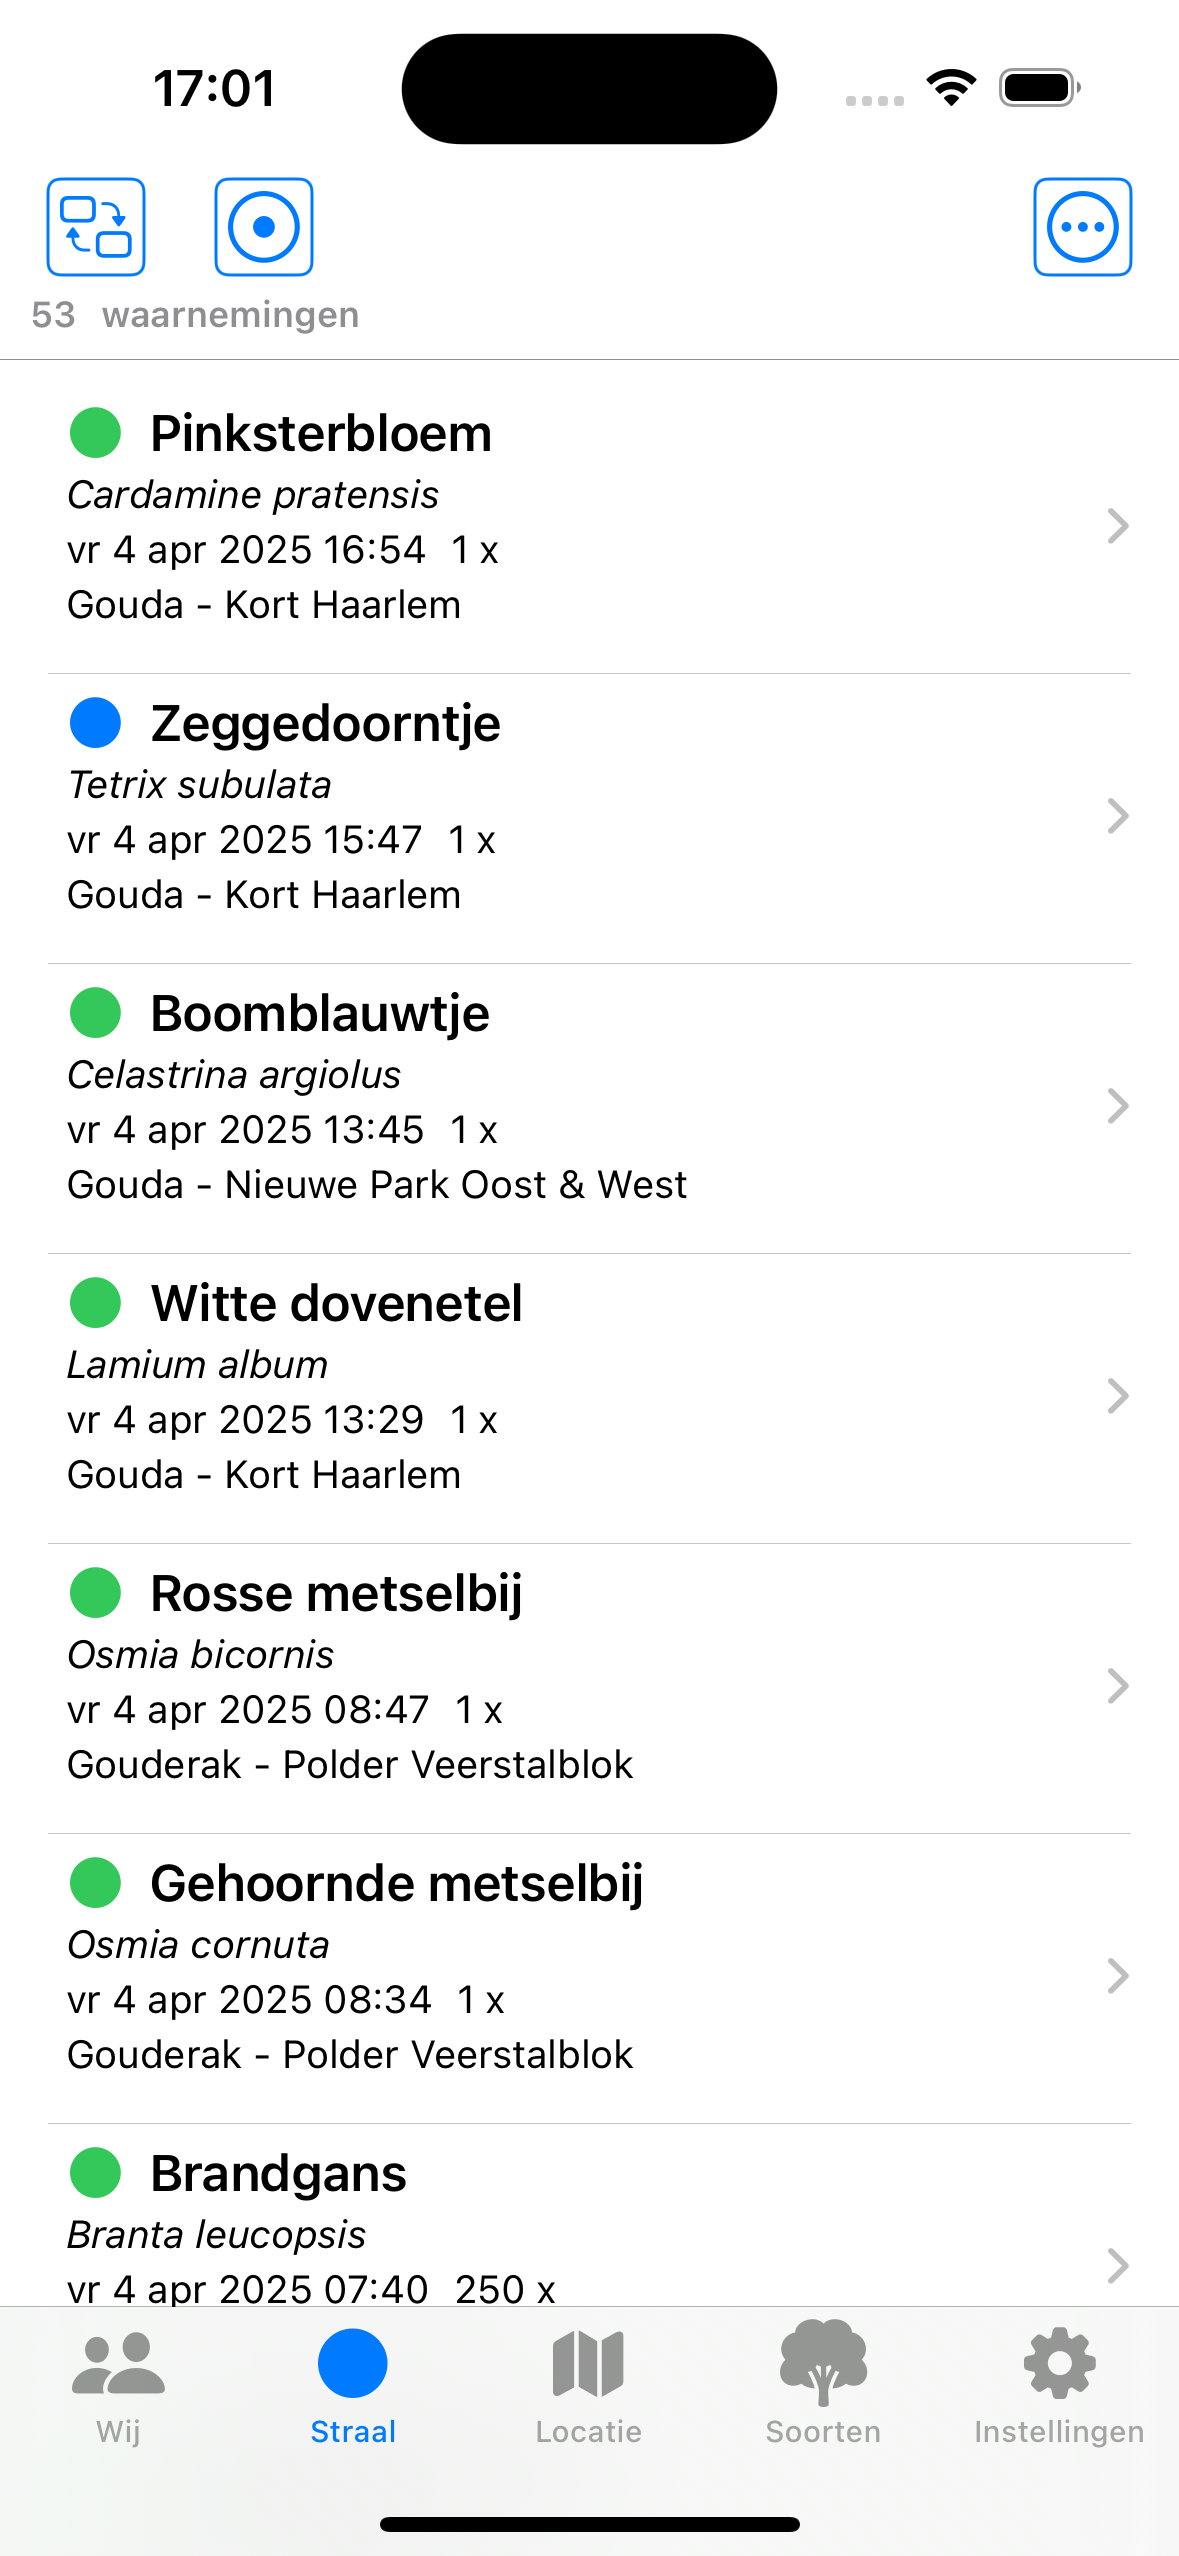 17:01
53 waarnemingen
Pinksterbloem
Cardamine pratensis
vr 4 apr 2025 16:54 1 x
Gouda - Kort Haarlem
Zeggedoorntje
Tetrix subulata
vr 4 apr 2025 15:47 1 x
Gouda - Kort Haarlem
Boomblauwtje
Celastrina argiolus
vr 4 apr 2025 13:45 1 x
Gouda - Nieuwe Park Oost & West
Witte dovenetel
Lamium album
vr 4 apr 2025 13:29 1 x
Gouda - Kort Haarlem
Rosse metselbij
Osmia bicornis
vr 4 apr 2025 08:47 1 x
Gouderak - Polder Veerstalblok
Gehoornde metselbij
Osmia cornuta
vr 4 apr 2025 08:34 1 x
Gouderak - Polder Veerstalblok
Brandgans
Branta leucopsis
vr 4 apr 2025 07:40 250 x
Wij Straal Locatie Soorten Instellingen